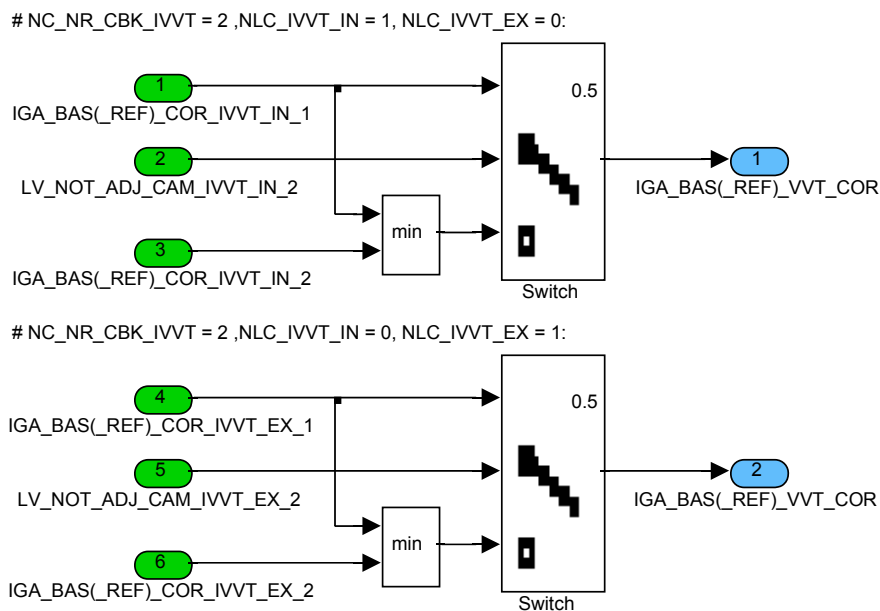 # NC_NR_CBK_IVVT = 2 ,NLC_IVVT_IN = 1, NLC_IVVT_EX = 0:
1
IGA_BAS(_REF)_COR_IVVT_IN_1
0.5
2
LV_NOT_ADJ_CAM_IVVT_IN_2
1
IGA_BAS(_REF)_VVT_COR
min
3
IGA_BAS(_REF)_COR_IVVT_IN_2
Switch
# NC_NR_CBK_IVVT = 2 ,NLC_IVVT_IN = 0, NLC_IVVT_EX = 1:
4
IGA_BAS(_REF)_COR_IVVT_EX_1
0.5
5
LV_NOT_ADJ_CAM_IVVT_EX_2
2
IGA_BAS(_REF)_VVT_COR
min
6
IGA_BAS(_REF)_COR_IVVT_EX_2
Switch